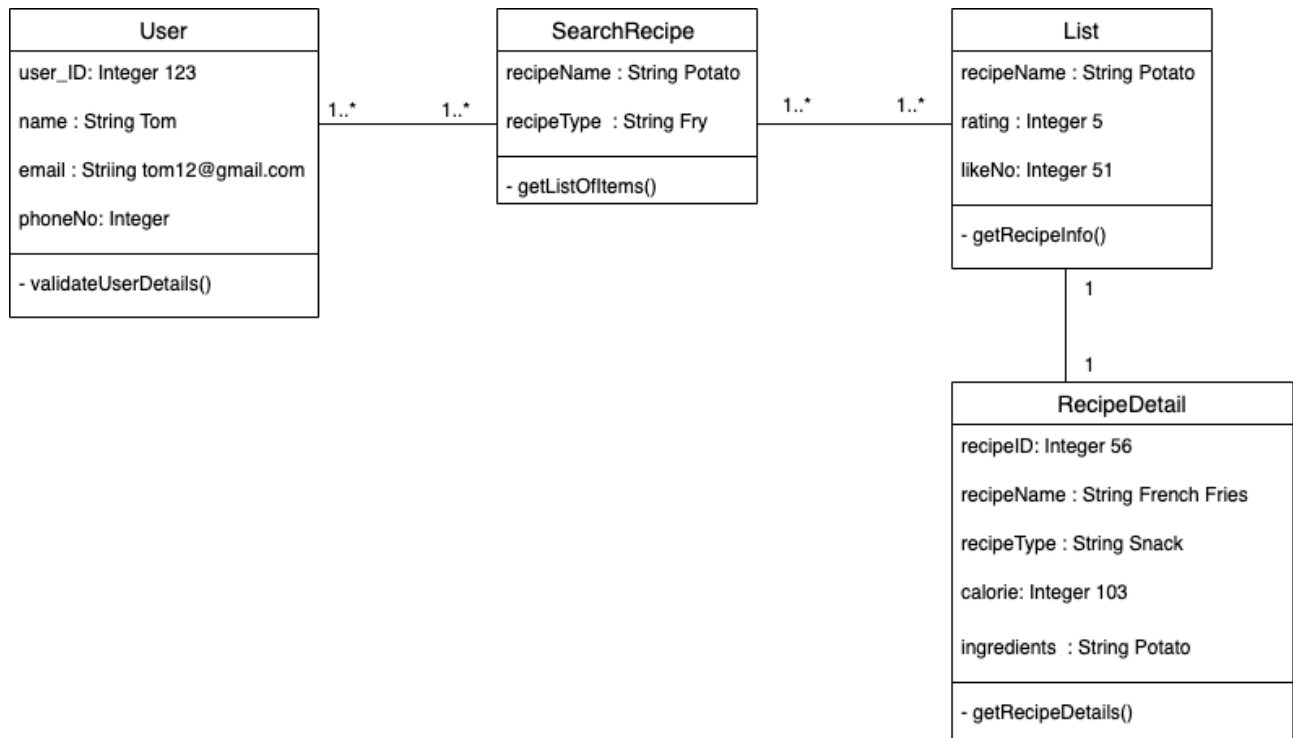 User
user_ID: Integer 123
name : String Tom
email : Striing tom12@gmail.com
phoneNo: Integer
- validateUserDetails()
1..*
1..*
SearchRecipe
recipeName : String Potato
recipeType : String Fry
- getListOfItems()
1..*
1..*
List
recipeName : String Potato
rating : Integer 5
likeNo: Integer 51
- getRecipeInfo()
1
1
RecipeDetail
recipeID: Integer 56
recipeName : String French Fries
recipeType : String Snack
calorie: Integer 103
ingredients : String Potato
- getRecipeDetails()